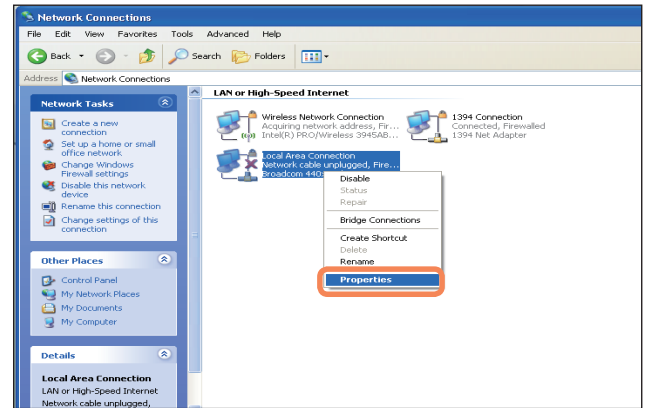 Network Connections
File Edit View Favorites Tools Advanced Help
Back Search Folders
Address Network Connections
Network Tasks
Create a new
connection
Set up a home or small
office network
Change Windows
Firewall settings
Disable this network
device
Rename this connection
Change settings of this
connection
Other Places
Control Panel
My Network Places
My Documents
My Computer
Details
Local Area Connection
LAN or High-Speed Internet
Network cable unplugged,
LAN or High-Speed Internet
Wireless Network Connection
Acquiring network address, Fir...
Intel(R) PRO/Wireless 3945AB...
1394 Connection
Connected, Firewalled
1394 Net Adapter
Local Area Connection
Network cable unplugged, Fire...
Broadcom 440
Disable
Status
Repair
Bridge Connections
Create Shortcut
Delete
Rename
Properties